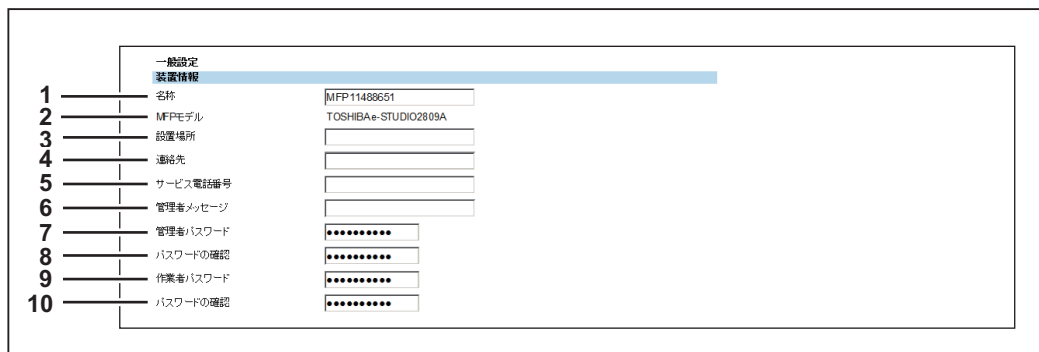 一般設定
装置情報
1 名称 MFP11488651
2 MFPモデル TOSHIBA e-STUDIO2809A
3 設置場所
4 連絡先
5 サービス電話番号
6 管理者メッセージ
7 管理者パスワード ●●●●●●●●●●
8 パスワードの確認 ●●●●●●●●●●
9 作業者パスワード ●●●●●●●●●●
10 パスワードの確認 ●●●●●●●●●●